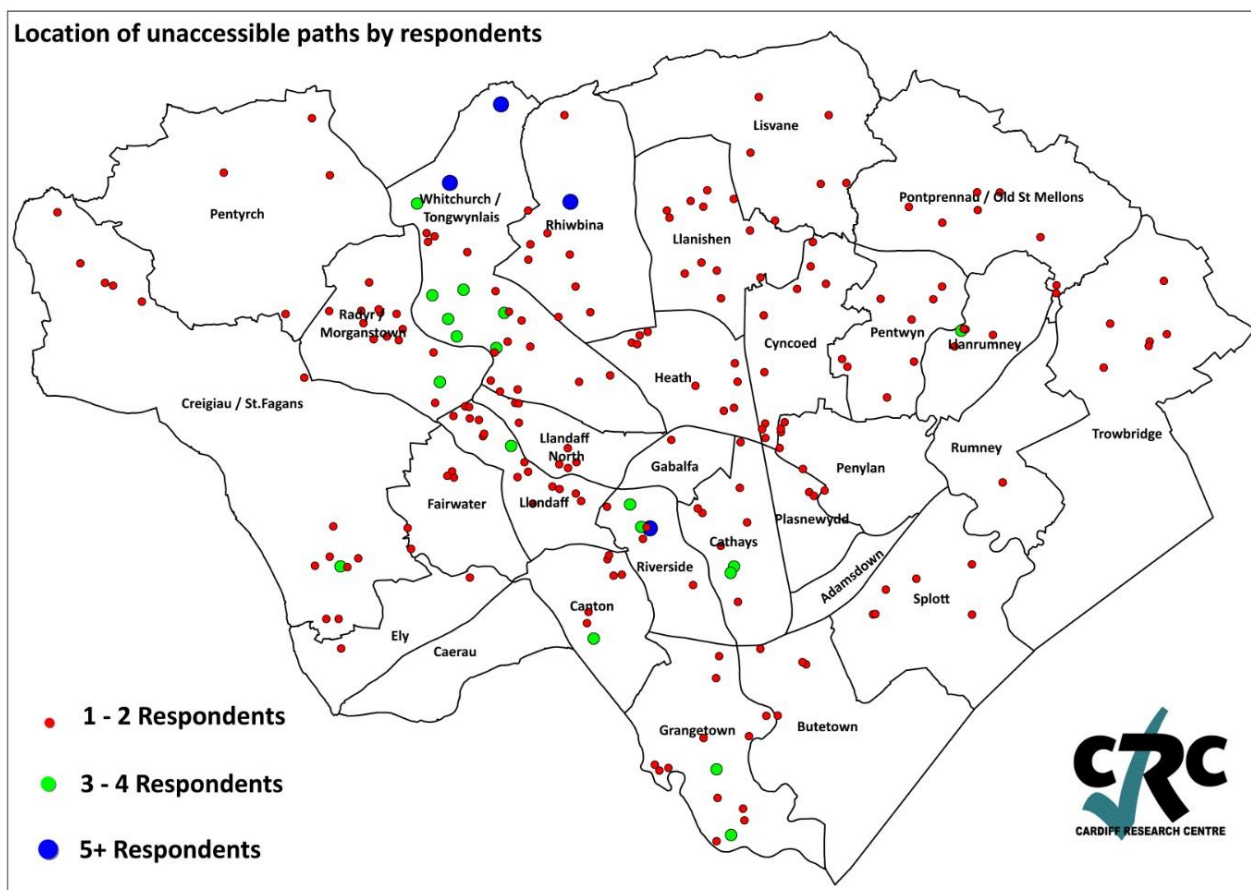 Location of unaccessible paths by respondents
Lisvane
Pentyrch
Whitchurch /
Tongwynlais
Rhiwbina
Pontprennau / Old St Mellons
Llanishen
Radyr /
Morganstown
Cyncoed
Pentwyn
Llanrumney
Heath
Creigiau / St.Fagans
Llandaff
North
Gabalfa
Penylan
Rumney
Trowbridge
Fairwater
Llandaff
Plasnewydd
Cathays
Riverside
Adamsdown
Splott
Canton
Ely
Caerau
Grangetown
Butetown
1 - 2 Respondents
3 - 4 Respondents
5+ Respondents
CRC
CARDIFF RESEARCH CENTRE